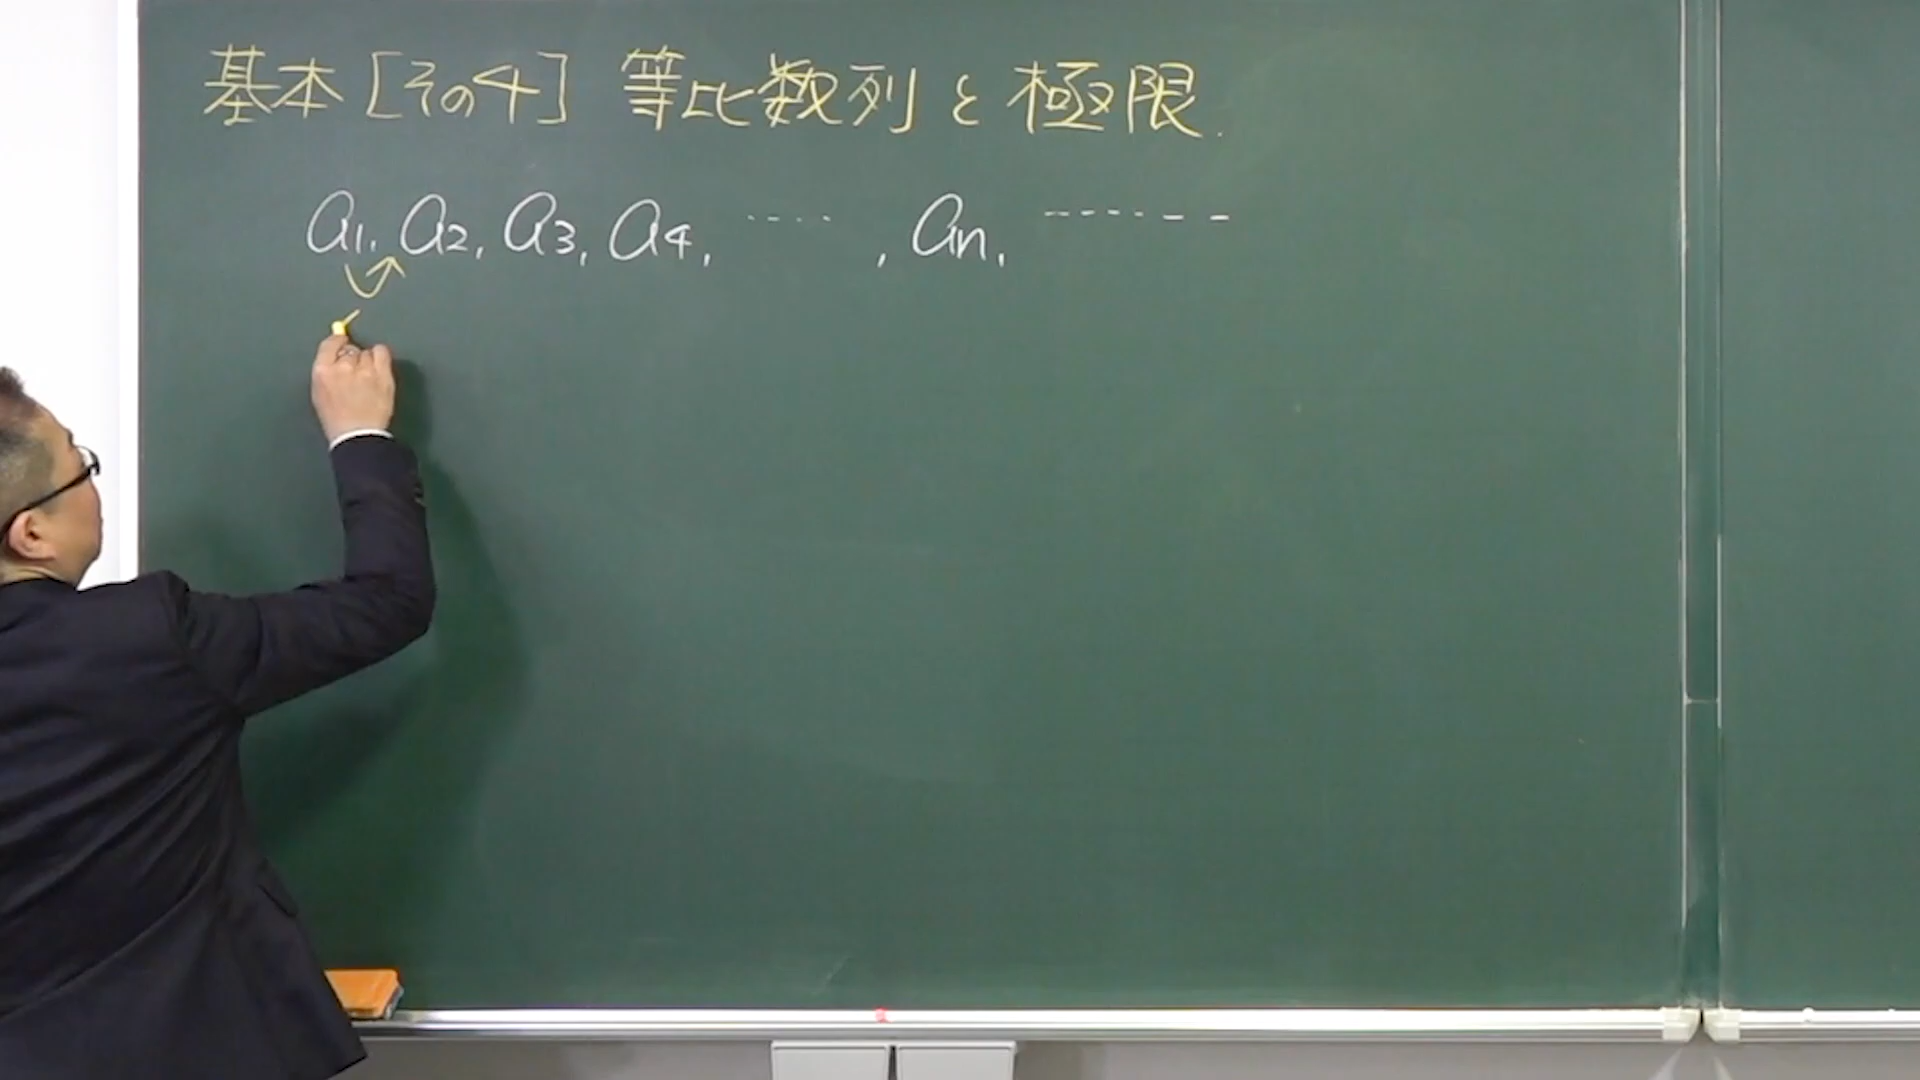 基本[その4] 等比数列と極限.
a1, a2, a3, a4, ‥‥ , an, ------